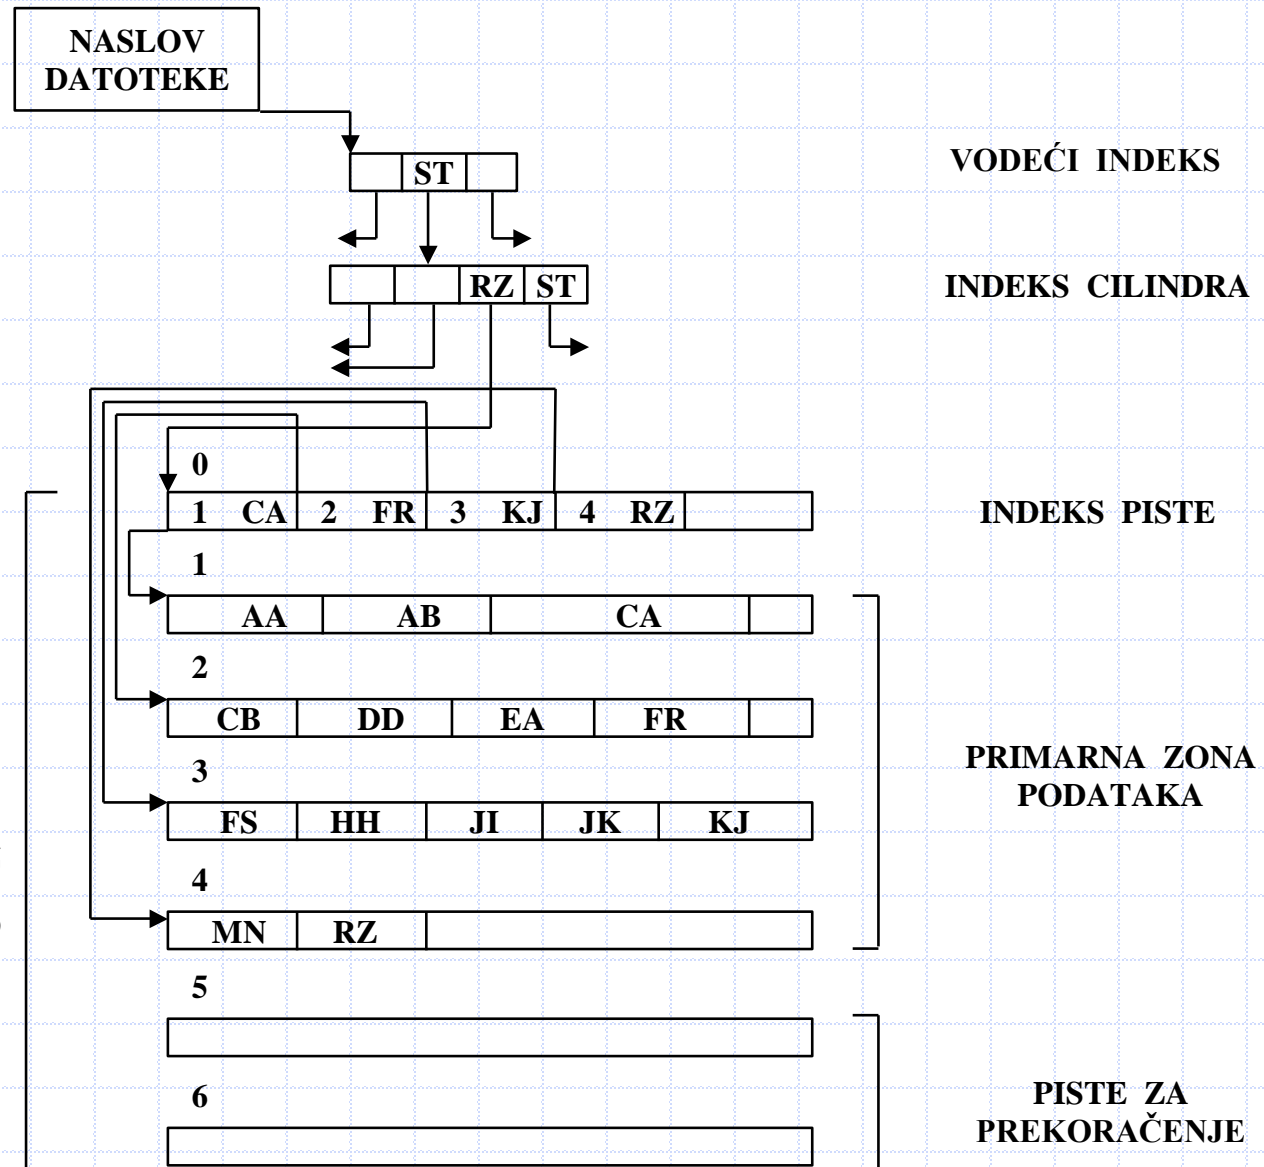 NASLOV
DATOTEKE
VODEĆI INDEKS
ST
INDEKS CILINDRA
RZ ST
0
1 CA 2 FR 3 KJ 4 RZ
INDEKS PISTE
1
AA AB CA
2
CB DD EA FR
3
PRIMARNA ZONA
PODATAKA
FS HH JI JK KJ
4
MN RZ
5
6
PISTE ZA
PREKORAČENJE